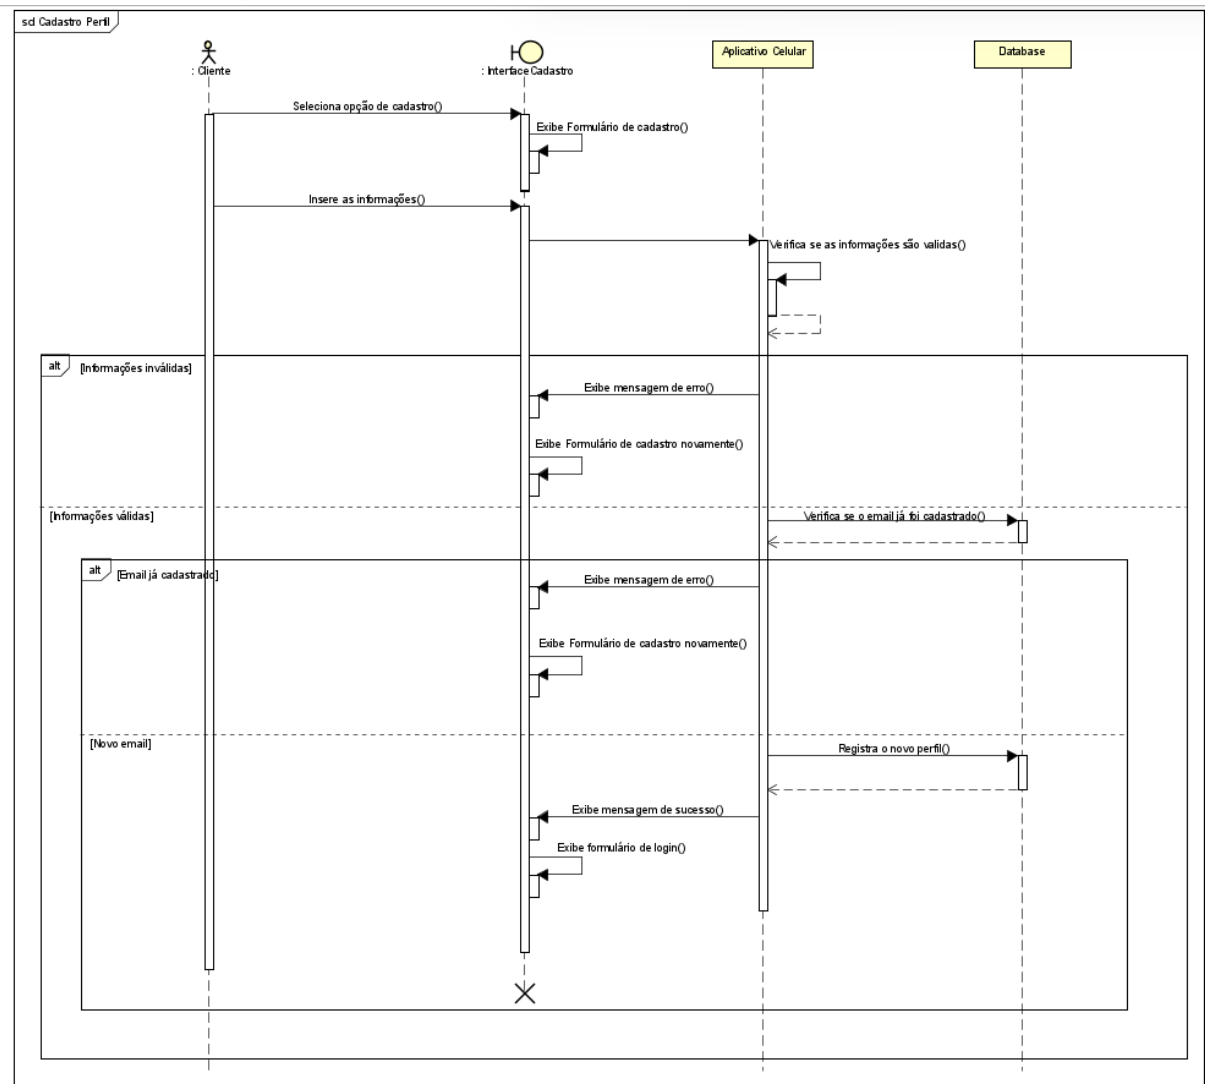 sd Cadastro Perfil
: Cliente
: InterfaceCadastro
Aplicativo Celular
Database
Seleciona opção de cadastro()
Exibe Formulário de cadastro()
Insere as informações()
Verifica se as informações são validas()
alt
[Informações inválidas]
Exibe mensagem de erro()
Exibe Formulário de cadastro novamente()
[Informações válidas]
Verifica se o email já foi cadastrado()
alt
[Email já cadastrado]
Exibe mensagem de erro()
Exibe Formulário de cadastro novamente()
[Novo email]
Registra o novo perfil()
Exibe mensagem de sucesso()
Exibe formulário de login()